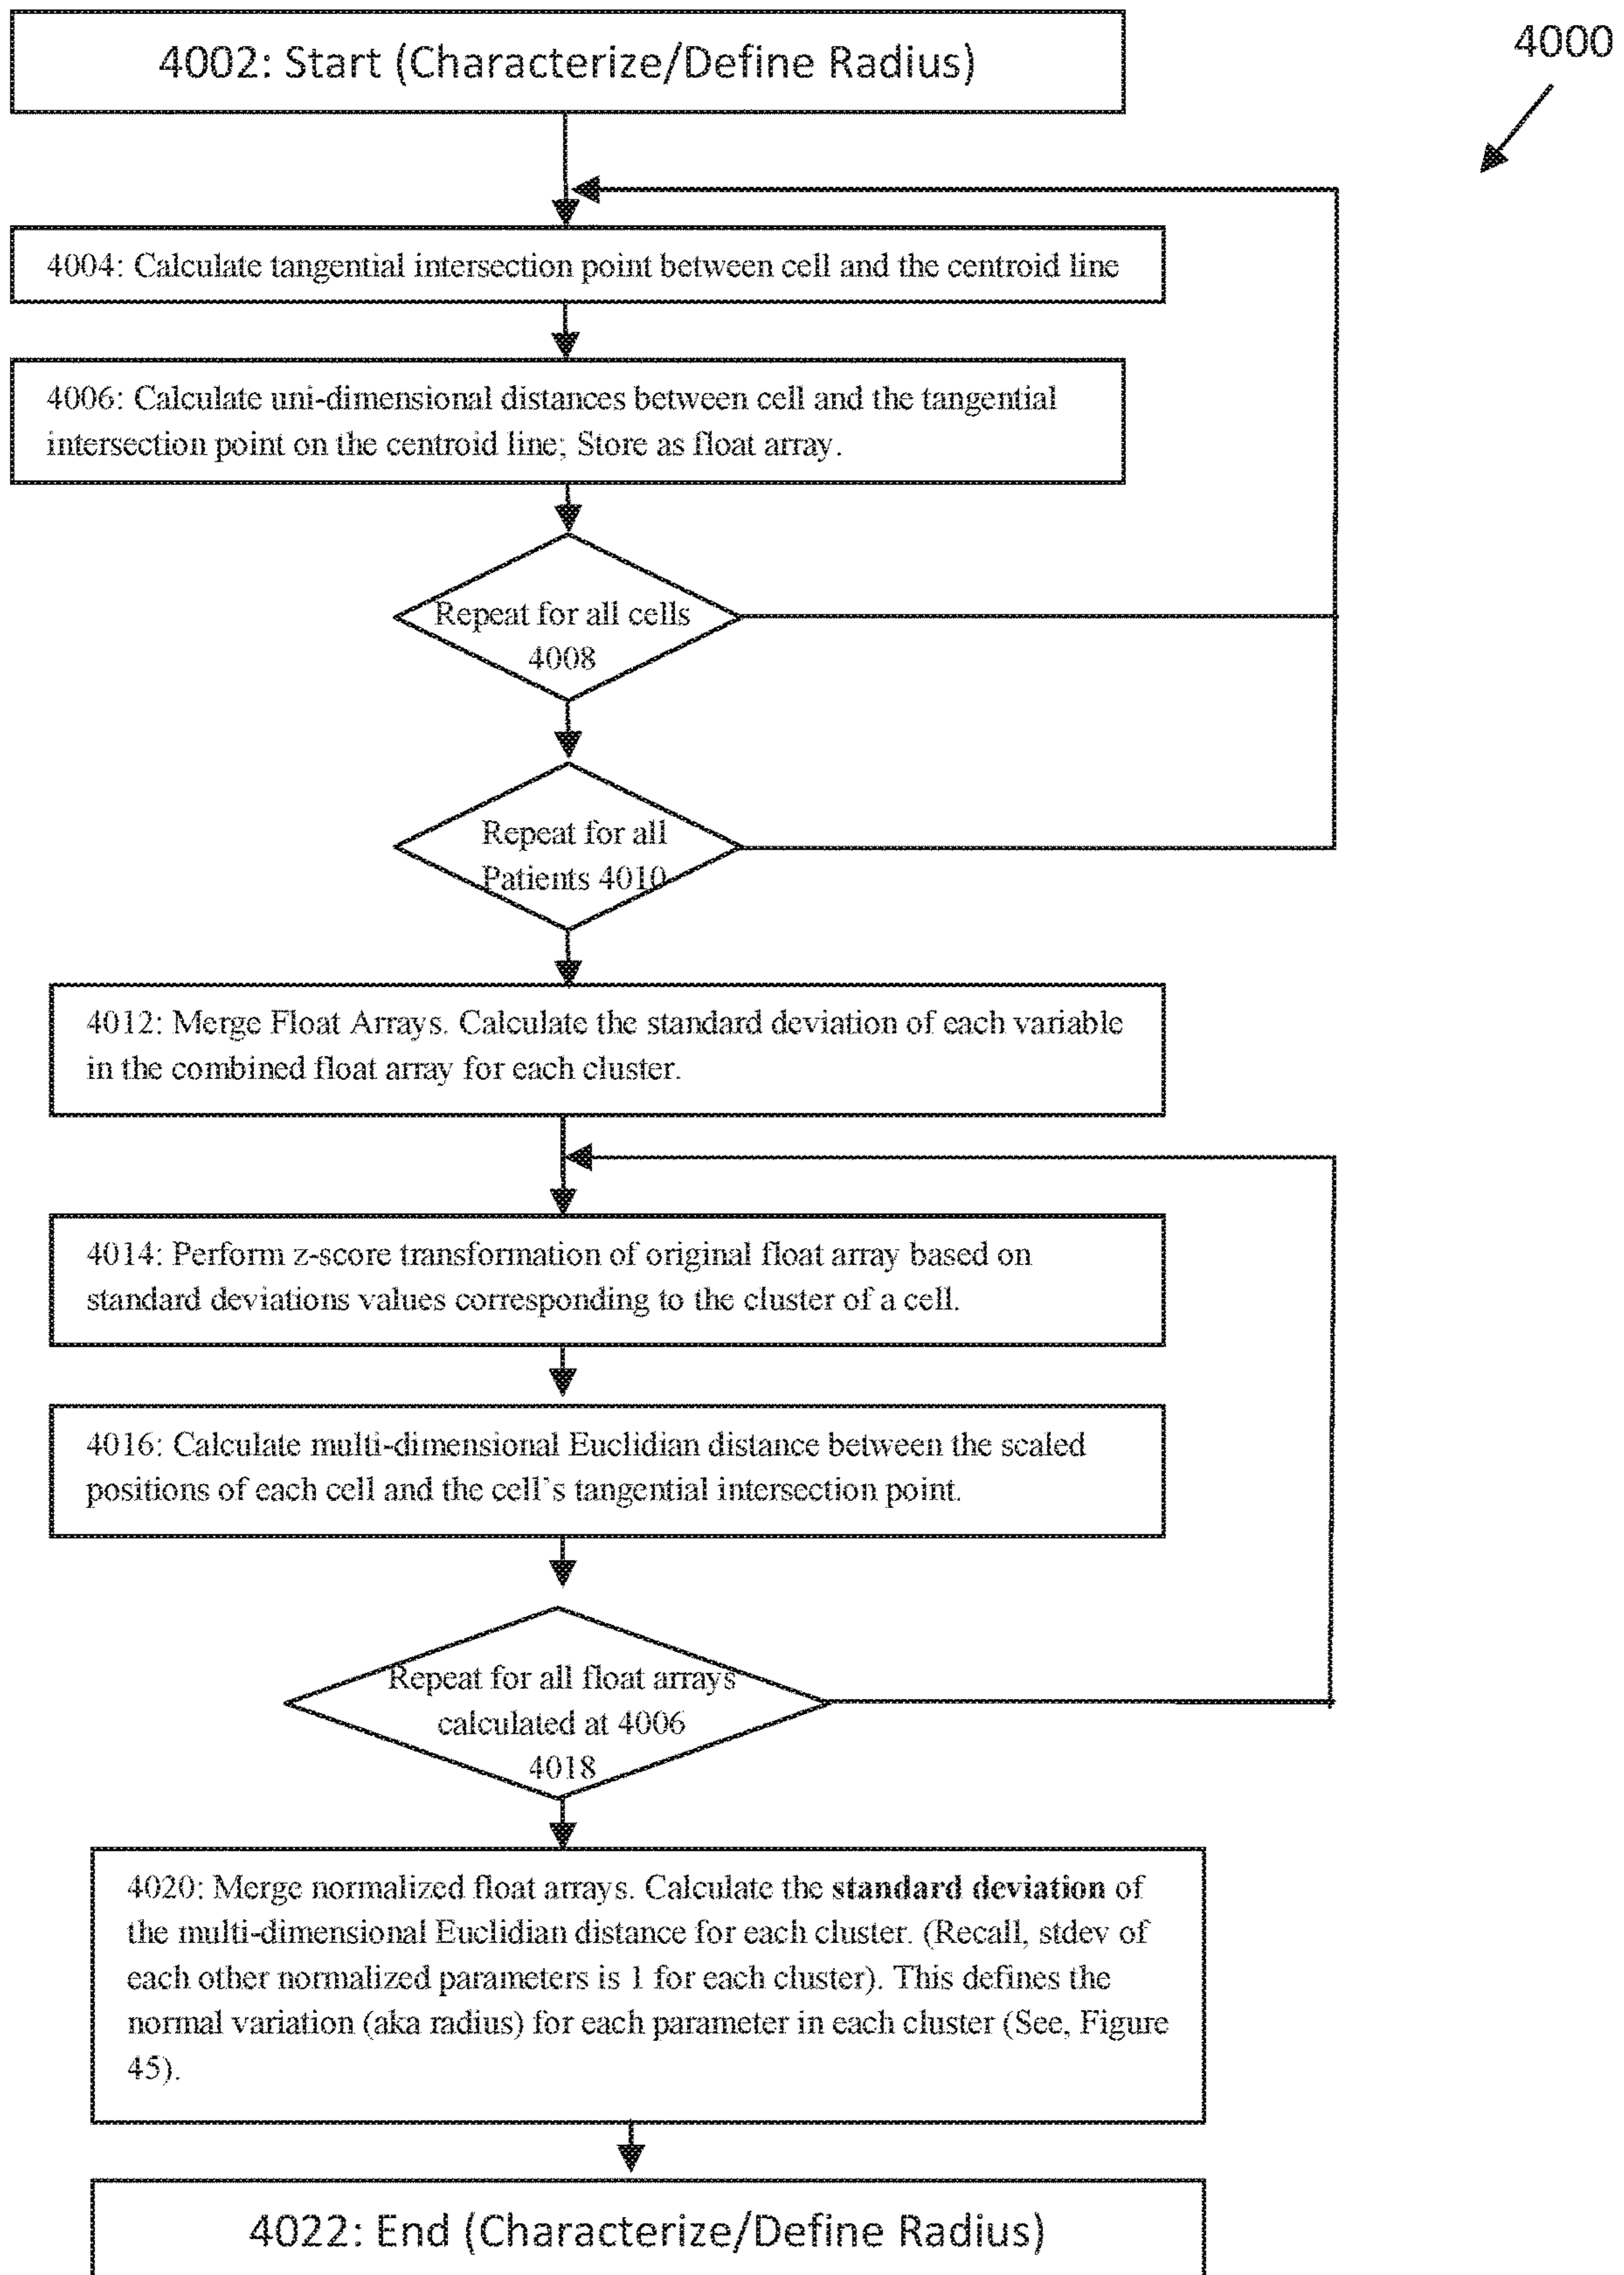 4002: Start (Characterize/Define Radius)
4000
4004: Calculate tangential intersection point between cell and the centroid line
4006: Calculate uni-dimensional distances between cell and the tangential
intersection point on the centroid line; Store as float array.
Repeat for all cells
4008
Repeat for all
Patients 4010
4012: Merge Float Arrays. Calculate the standard deviation of each variable
in the combined float array for each cluster.
4014: Perform z-score transformation of original float array based on
standard deviations values corresponding to the cluster of a cell.
4016: Calculate multi-dimensional Euclidian distance between the scaled
positions of each cell and the cell's tangential intersection point.
Repeat for all float arrays
calculated at 4006
4018
4020: Merge normalized float arrays. Calculate the standard deviation of
the multi-dimensional Euclidian distance for each cluster. (Recall, stdev of
each other normalized parameters is 1 for each cluster). This defines the
normal variation (aka radius) for each parameter in each cluster (See, Figure
45).
4022: End (Characterize/Define Radius)